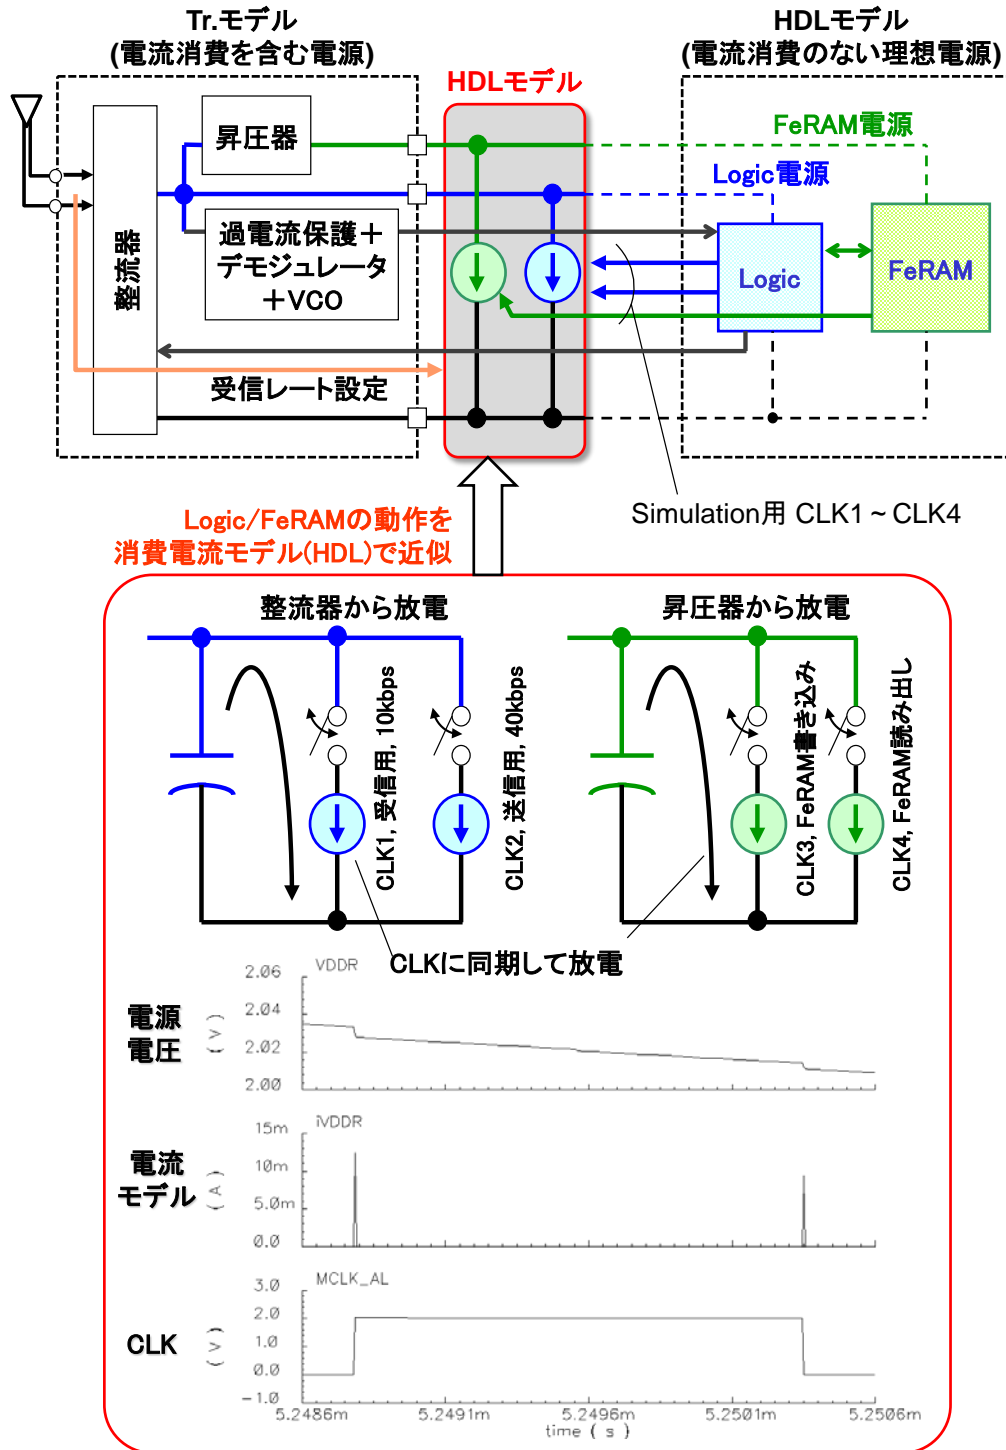 Tr.モデル
(電流消費を含む電源)
HDLモデル
(電流消費のない理想電源)
HDLモデル
昇圧器
FeRAM電源
Logic電源
整流器
過電流保護＋
デモジュレータ
＋VCO
Logic
FeRAM
受信レート設定
Simulation用 CLK1 ~ CLK4
Logic/FeRAMの動作を
消費電流モデル(HDL)で近似
整流器から放電
昇圧器から放電
CLK1, 受信用, 10kbps
CLK2, 送信用, 40kbps
CLK3, FeRAM書き込み
CLK4, FeRAM読み出し
CLKに同期して放電
電源
電圧
(V)
VDDR
2.06
2.04
2.02
2.00
電流
モデル
(A)
iVDDR
15m
10m
5.0m
0.0
CLK
(V)
MCLK_AL
3.0
2.0
1.0
0.0
-1.0
5.2486m
5.2491m
5.2496m
5.2501m
5.2506m
time ( s )